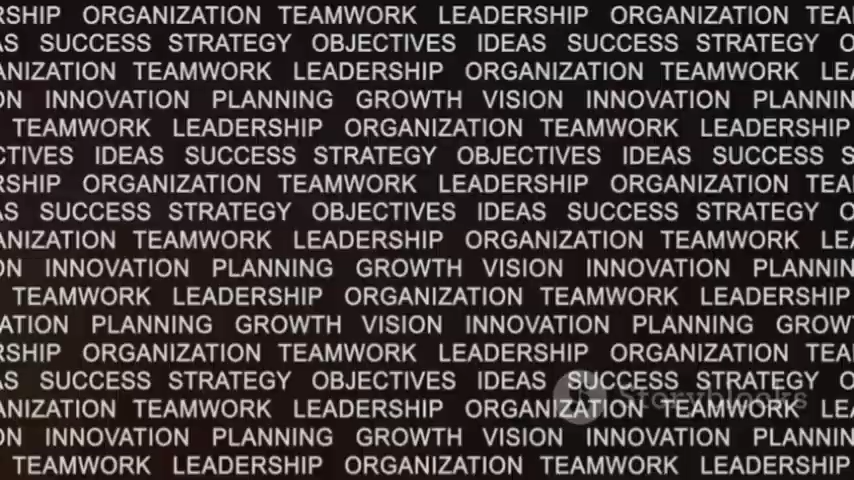 RSHIP ORGANIZATION TEAMWORK LEADERSHIP ORGANIZATION TEA
AS SUCCESS STRATEGY OBJECTIVES IDEAS SUCCESS STRATEGY O
ANIZATION TEAMWORK LEADERSHIP ORGANIZATION TEAMWORK LEA
ON INNOVATION PLANNING GROWTH VISION INNOVATION PLANNIN
TEAMWORK LEADERSHIP ORGANIZATION TEAMWORK LEADERSHIP
CTIVES IDEAS SUCCESS STRATEGY OBJECTIVES IDEAS SUCCESS S
RSHIP ORGANIZATION TEAMWORK LEADERSHIP ORGANIZATION TEA
AS SUCCESS STRATEGY OBJECTIVES IDEAS SUCCESS STRATEGY O
ANIZATION TEAMWORK LEADERSHIP ORGANIZATION TEAMWORK LEA
ON INNOVATION PLANNING GROWTH VISION INNOVATION PLANNIN
TEAMWORK LEADERSHIP ORGANIZATION TEAMWORK LEADERSHIP
ATION PLANNING GROWTH VISION INNOVATION PLANNING GROW
RSHIP ORGANIZATION TEAMWORK LEADERSHIP ORGANIZATION TEA
AS SUCCESS STRATEGY OBJECTIVES IDEAS SUCCESS STRATEGY O
Storyblocks
ANIZATION TEAMWORK LEADERSHIP ORGANIZATION TEAMWORK LEA
ON INNOVATION PLANNING GROWTH VISION INNOVATION PLANNIN
TEAMWORK LEADERSHIP ORGANIZATION TEAMWORK LEADERSHIP